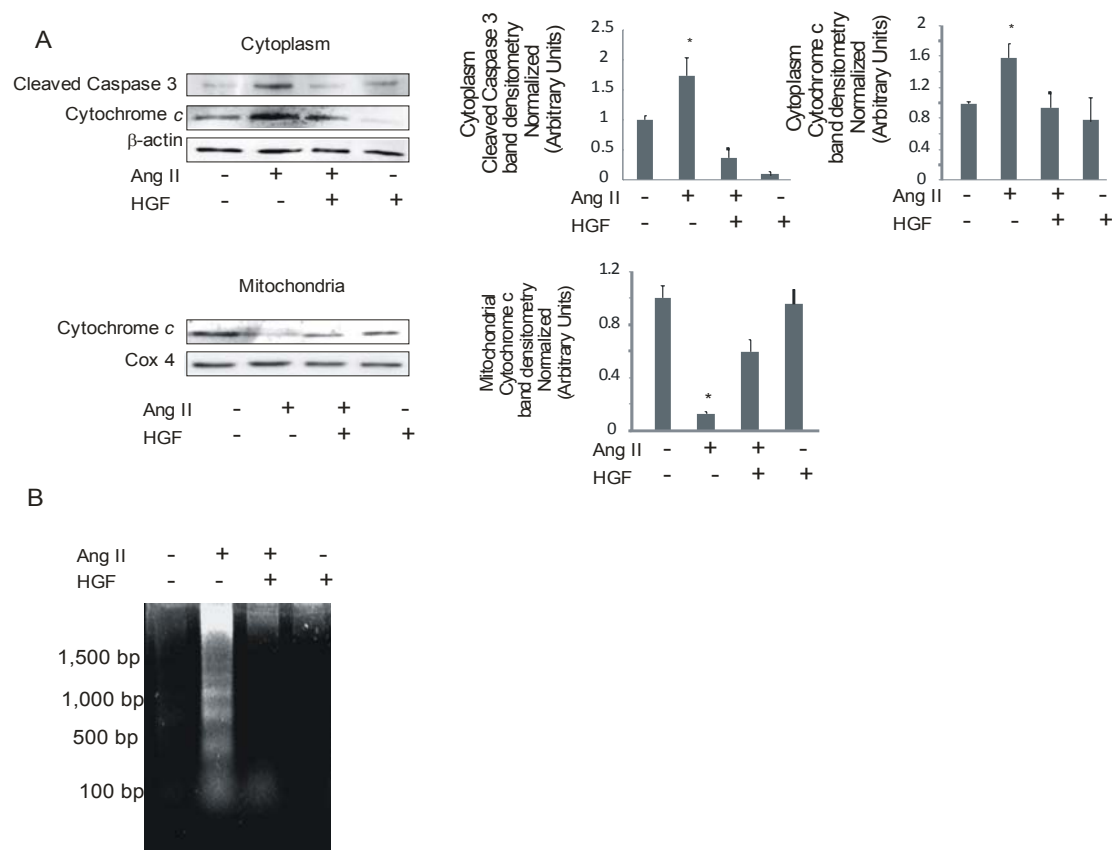 A
Cytoplasm
Cleaved Caspase 3
Cytochrome c
β-actin
Ang II - + + -
HGF - - + +
Cytoplasm
Cleaved Caspase 3
band densitometry
Normalized
(Arbitrary Units)
2.5
2
1.5
1
0.5
0
*
Ang II - + + -
HGF - - + +
Cytoplasm
Cytochrome c
band densitometry
Normalized
(Arbitrary Units)
2
1.6
1.2
0.8
0.4
0
*
Ang II - + + -
HGF - - + +
Mitochondria
Cytochrome c
Cox 4
Ang II - + + -
HGF - - + +
Mitochondrial
Cytochrome c
band densitometry
Normalized
(Arbitrary Units)
1.2
0.8
0.4
0
*
Ang II - + + -
HGF - - + +
B
Ang II - + + -
HGF - - + +
1,500 bp
1,000 bp
500 bp
100 bp